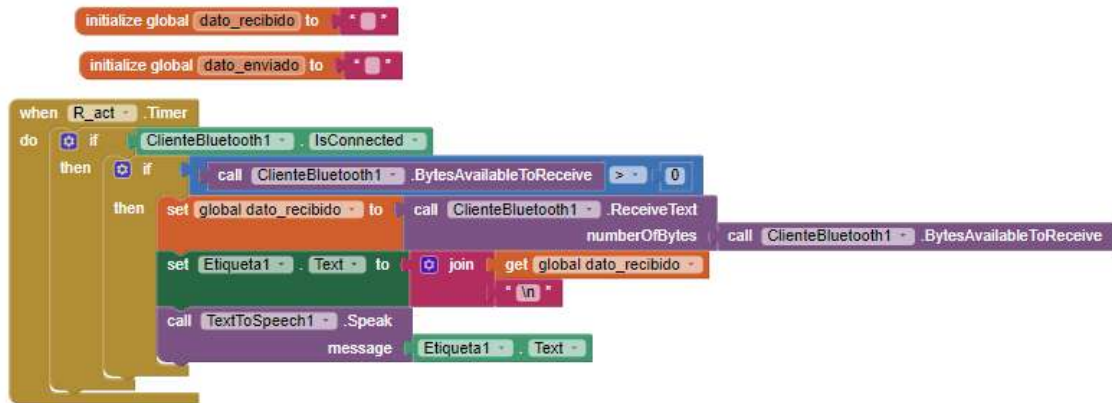 initialize global dato_recibido to " "
initialize global dato_enviado to " "
when R_act .Timer
do if ClienteBluetooth1 . IsConnected
then if call ClienteBluetooth1 .BytesAvailableToReceive > 0
then set global dato_recibido to call ClienteBluetooth1 .ReceiveText
numberOfBytes call ClienteBluetooth1 .BytesAvailableToReceive
set Etiqueta1 . Text to join get global dato_recibido
" \n "
call TextToSpeech1 .Speak
message Etiqueta1 . Text